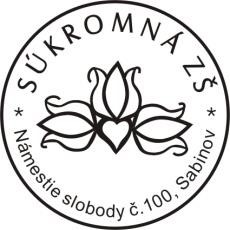 SÚKROMNÁ ZŠ
* Námestie slobody č.100, Sabinov *